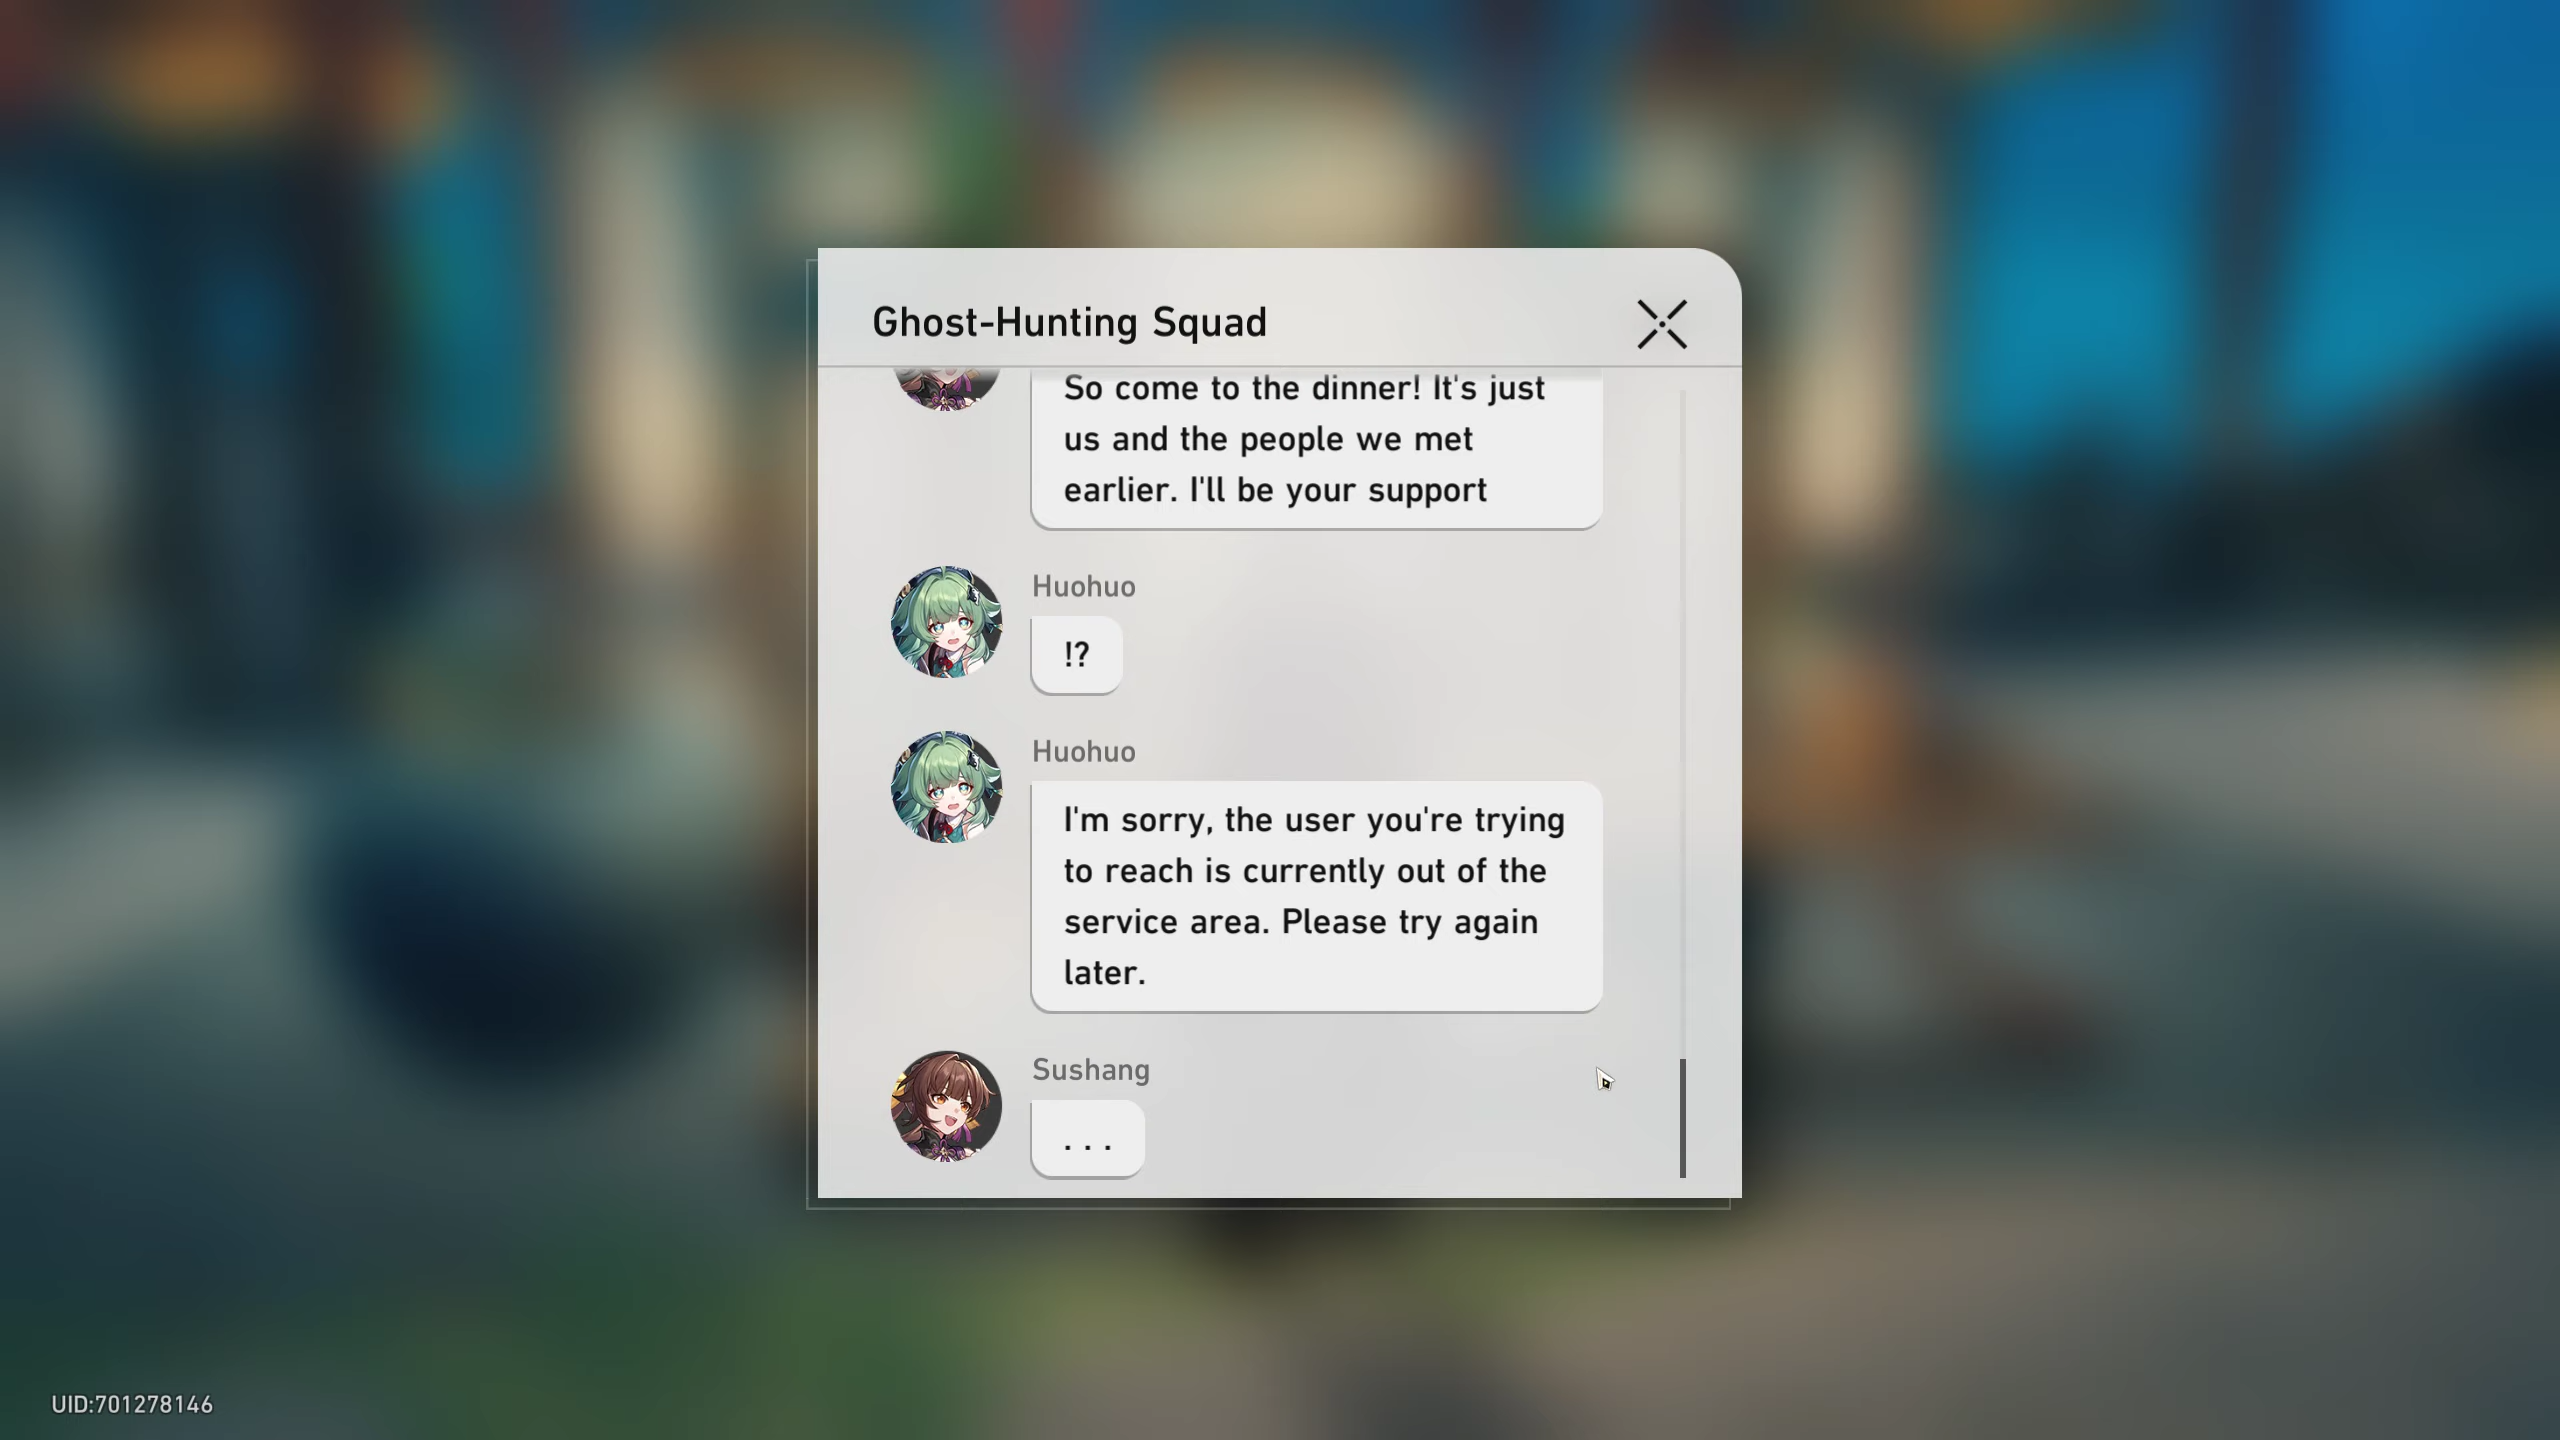 Ghost-Hunting Squad
So come to the dinner! It's just
us and the people we met
earlier. I'll be your support
Huohuo
!?
Huohuo
I'm sorry, the user you're trying
to reach is currently out of the
service area. Please try again
later.
Sushang
...
UID:701278146